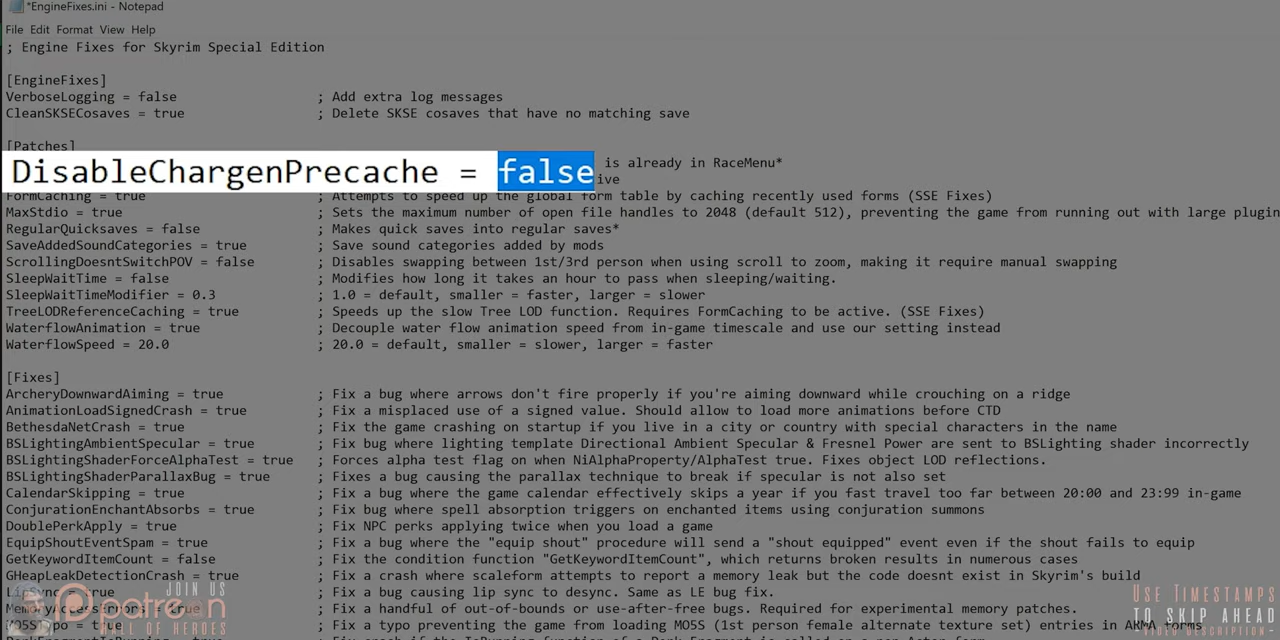 *EngineFixes.ini - Notepad
File Edit Format View Help
; Engine Fixes for Skyrim Special Edition
[EngineFixes]
VerboseLogging = false ; Add extra log messages
CleanSKSECosaves = true ; Delete SKSE cosaves that have no matching save
[Patches]
DisableChargenPrecache = false is already in RaceMenu*
FormCaching = true ; Attempts to speed up the global form table by caching recently used forms (SSE Fixes)
MaxStdio = true ; Sets the maximum number of open file handles to 2048 (default 512), preventing the game from running out with large plugin
RegularQuicksaves = false ; Makes quick saves into regular saves*
SaveAddedSoundCategories = true ; Save sound categories added by mods
ScrollingDoesntSwitchPOV = false ; Disables swapping between 1st/3rd person when using scroll to zoom, making it require manual swapping
SleepWaitTime = false ; Modifies how long it takes an hour to pass when sleeping/waiting.
SleepWaitTimeModifier = 0.3 ; 1.0 = default, smaller = faster, larger = slower
TreeLODReferenceCaching = true ; Speeds up the slow Tree LOD function. Requires FormCaching to be active. (SSE Fixes)
WaterflowAnimation = true ; Decouple water flow animation speed from in-game timescale and use our setting instead
WaterflowSpeed = 20.0 ; 20.0 = default, smaller = slower, larger = faster
[Fixes]
ArcheryDownwardAiming = true ; Fix a bug where arrows don't fire properly if you're aiming downward while crouching on a ridge
AnimationLoadSignedCrash = true ; Fix a misplaced use of a signed value. Should allow to load more animations before CTD
BethesdaNetCrash = true ; Fix the game crashing on startup if you live in a city or country with special characters in the name
BSLightingAmbientSpecular = true ; Fix bug where lighting template Directional Ambient Specular & Fresnel Power are sent to BSLighting shader incorrectly
BSLightingShaderForceAlphaTest = true ; Forces alpha test flag on when NiAlphaProperty/AlphaTest true. Fixes object LOD reflections.
BSLightingShaderParallaxBug = true ; Fixes a bug causing the parallax technique to break if specular is not also set
CalendarSkipping = true ; Fix a bug where the game calendar effectively skips a year if you fast travel too far between 20:00 and 23:99 in-game
ConjurationEnchantAbsorbs = true ; Fix bug where spell absorption triggers on enchanted items using conjuration summons
DoublePerkApply = true ; Fix NPC perks applying twice when you load a game
EquipShoutEventSpam = true ; Fix a bug where the "equip shout" procedure will send a "shout equipped" event even if the shout fails to equip
GetKeywordItemCount = false ; Fix the condition function "GetKeywordItemCount", which returns broken results in numerous cases
GHeapLeakDetectionCrash = true ; Fix a crash where scaleform attempts to report a memory leak but the code doesnt exist in Skyrim's build
LipSync = true ; Fix a bug causing lip sync to desync. Same as LE bug fix.
MemoryAccessErrors = true ; Fix a handful of out-of-bounds or use-after-free bugs. Required for experimental memory patches.
MO5STypo = true ; Fix a typo preventing the game from loading MO5S (1st person female alternate texture set) entries in ARMA forms
JOIN US
patreon
HALL OF HEROES
USE TIMESTAMPS
TO SKIP AHEAD
- VIDEO DESCRIPTION -